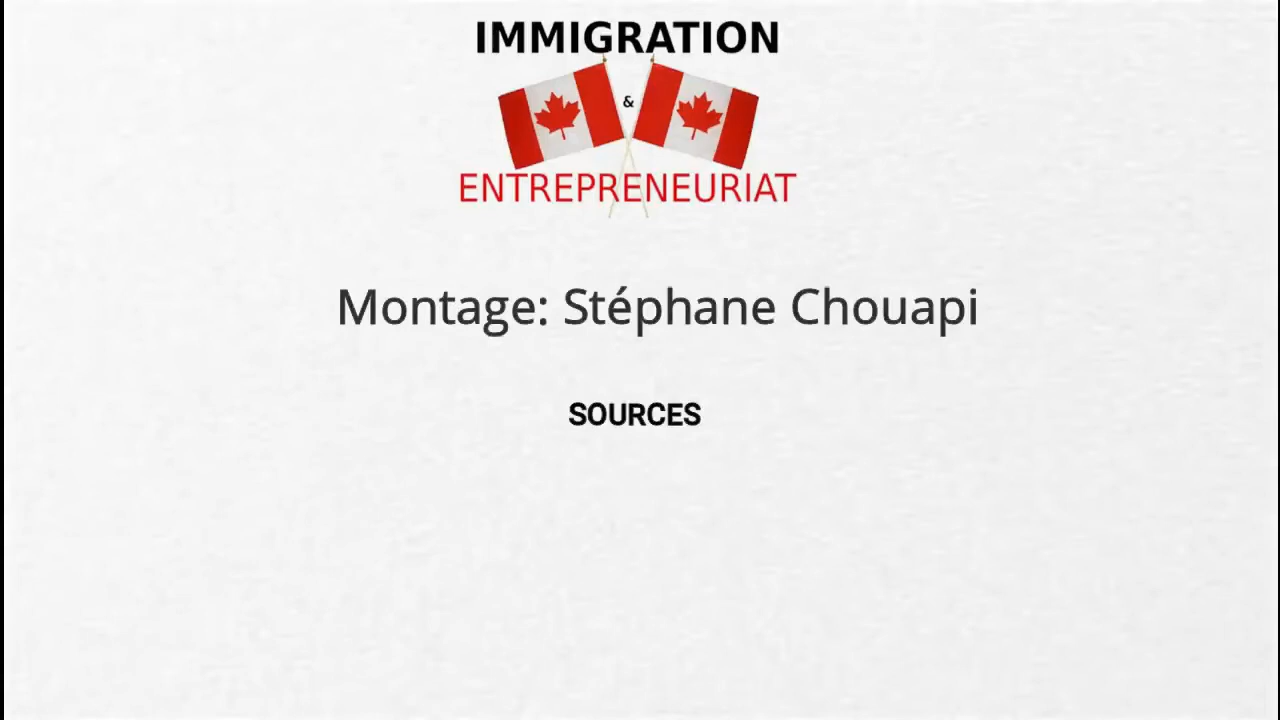 IMMIGRATION
&
ENTREPRENEURIAT
Montage: Stéphane Chouapi
SOURCES